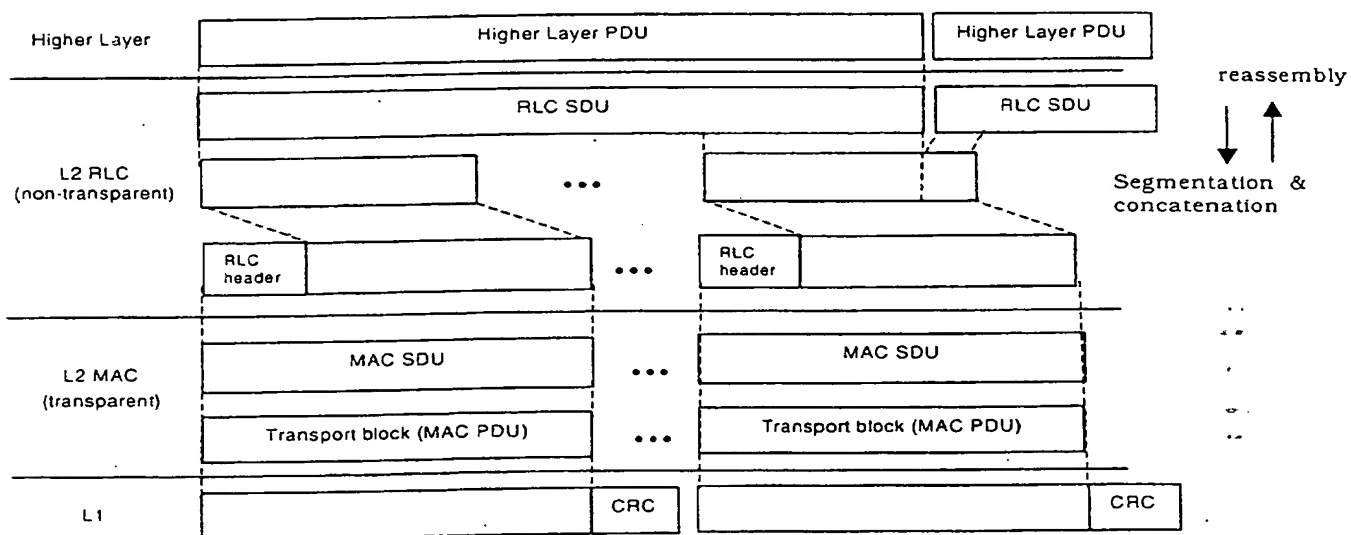 Higher Layer
Higher Layer PDU
Higher Layer PDU
reassembly
RLC SDU
RLC SDU
L2 RLC
(non-transparent)
•••
Segmentation &
concatenation
RLC
header
•••
RLC
header
L2 MAC
(transparent)
MAC SDU
•••
MAC SDU
Transport block (MAC PDU)
•••
Transport block (MAC PDU)
L1
CRC
CRC